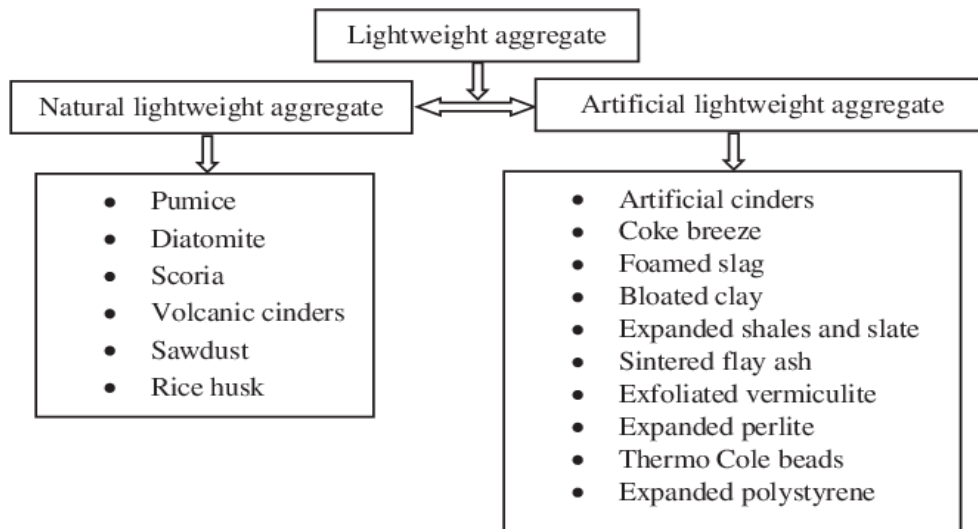 Lightweight aggregate
Natural lightweight aggregate
Artificial lightweight aggregate
• Pumice
• Diatomite
• Scoria
• Volcanic cinders
• Sawdust
• Rice husk
• Artificial cinders
• Coke breeze
• Foamed slag
• Bloated clay
• Expanded shales and slate
• Sintered flay ash
• Exfoliated vermiculite
• Expanded perlite
• Thermo Cole beads
• Expanded polystyrene